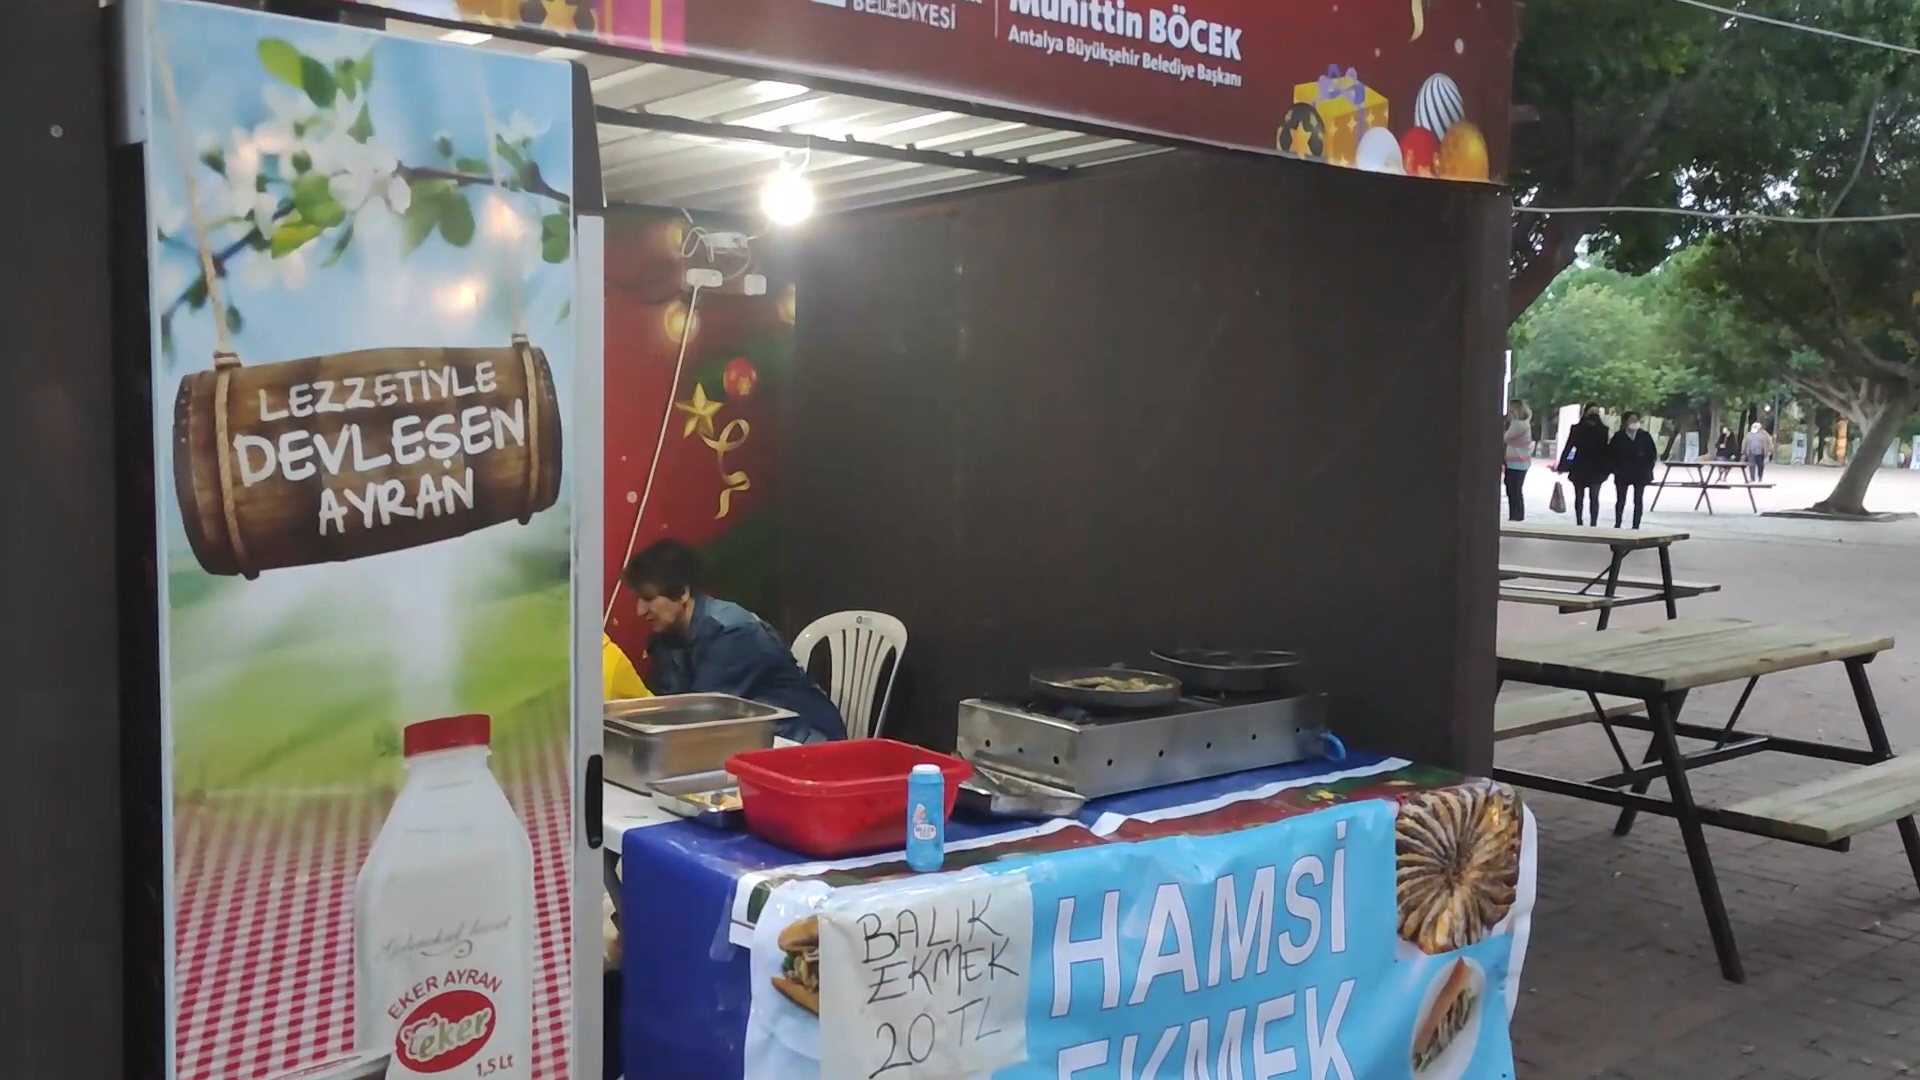 BELEDİYESİ
Muhittin BÖCEK
Antalya Büyükşehir Belediye Başkanı
LEZZETİYLE
DEVLEŞEN
AYRAN
EKER AYRAN
eker
1,5 Lt
BALIK
EKMEK
20 TL
HAMSİ
EKMEK